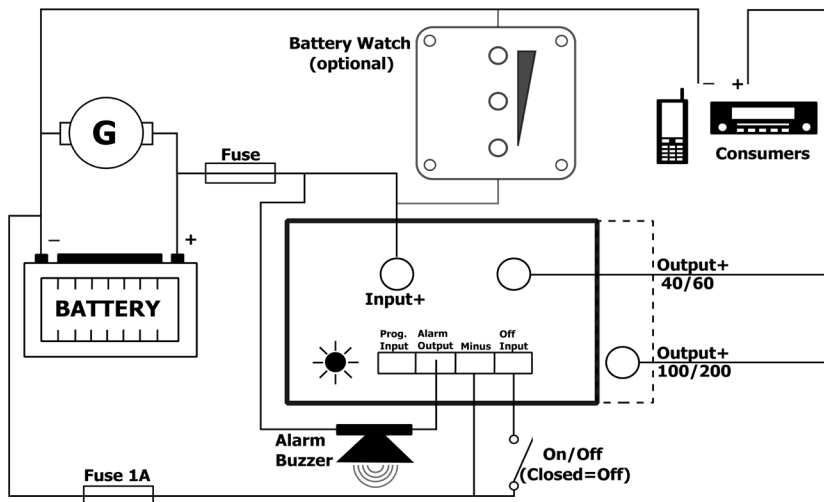 Battery Watch
(optional)
– +
G
Consumers
Fuse
– +
BATTERY
Input+
Output+
40/60
Prog.
Input
Alarm
Output
Minus
Off
Input
Output+
100/200
Alarm
Buzzer
On/Off
(Closed=Off)
Fuse 1A